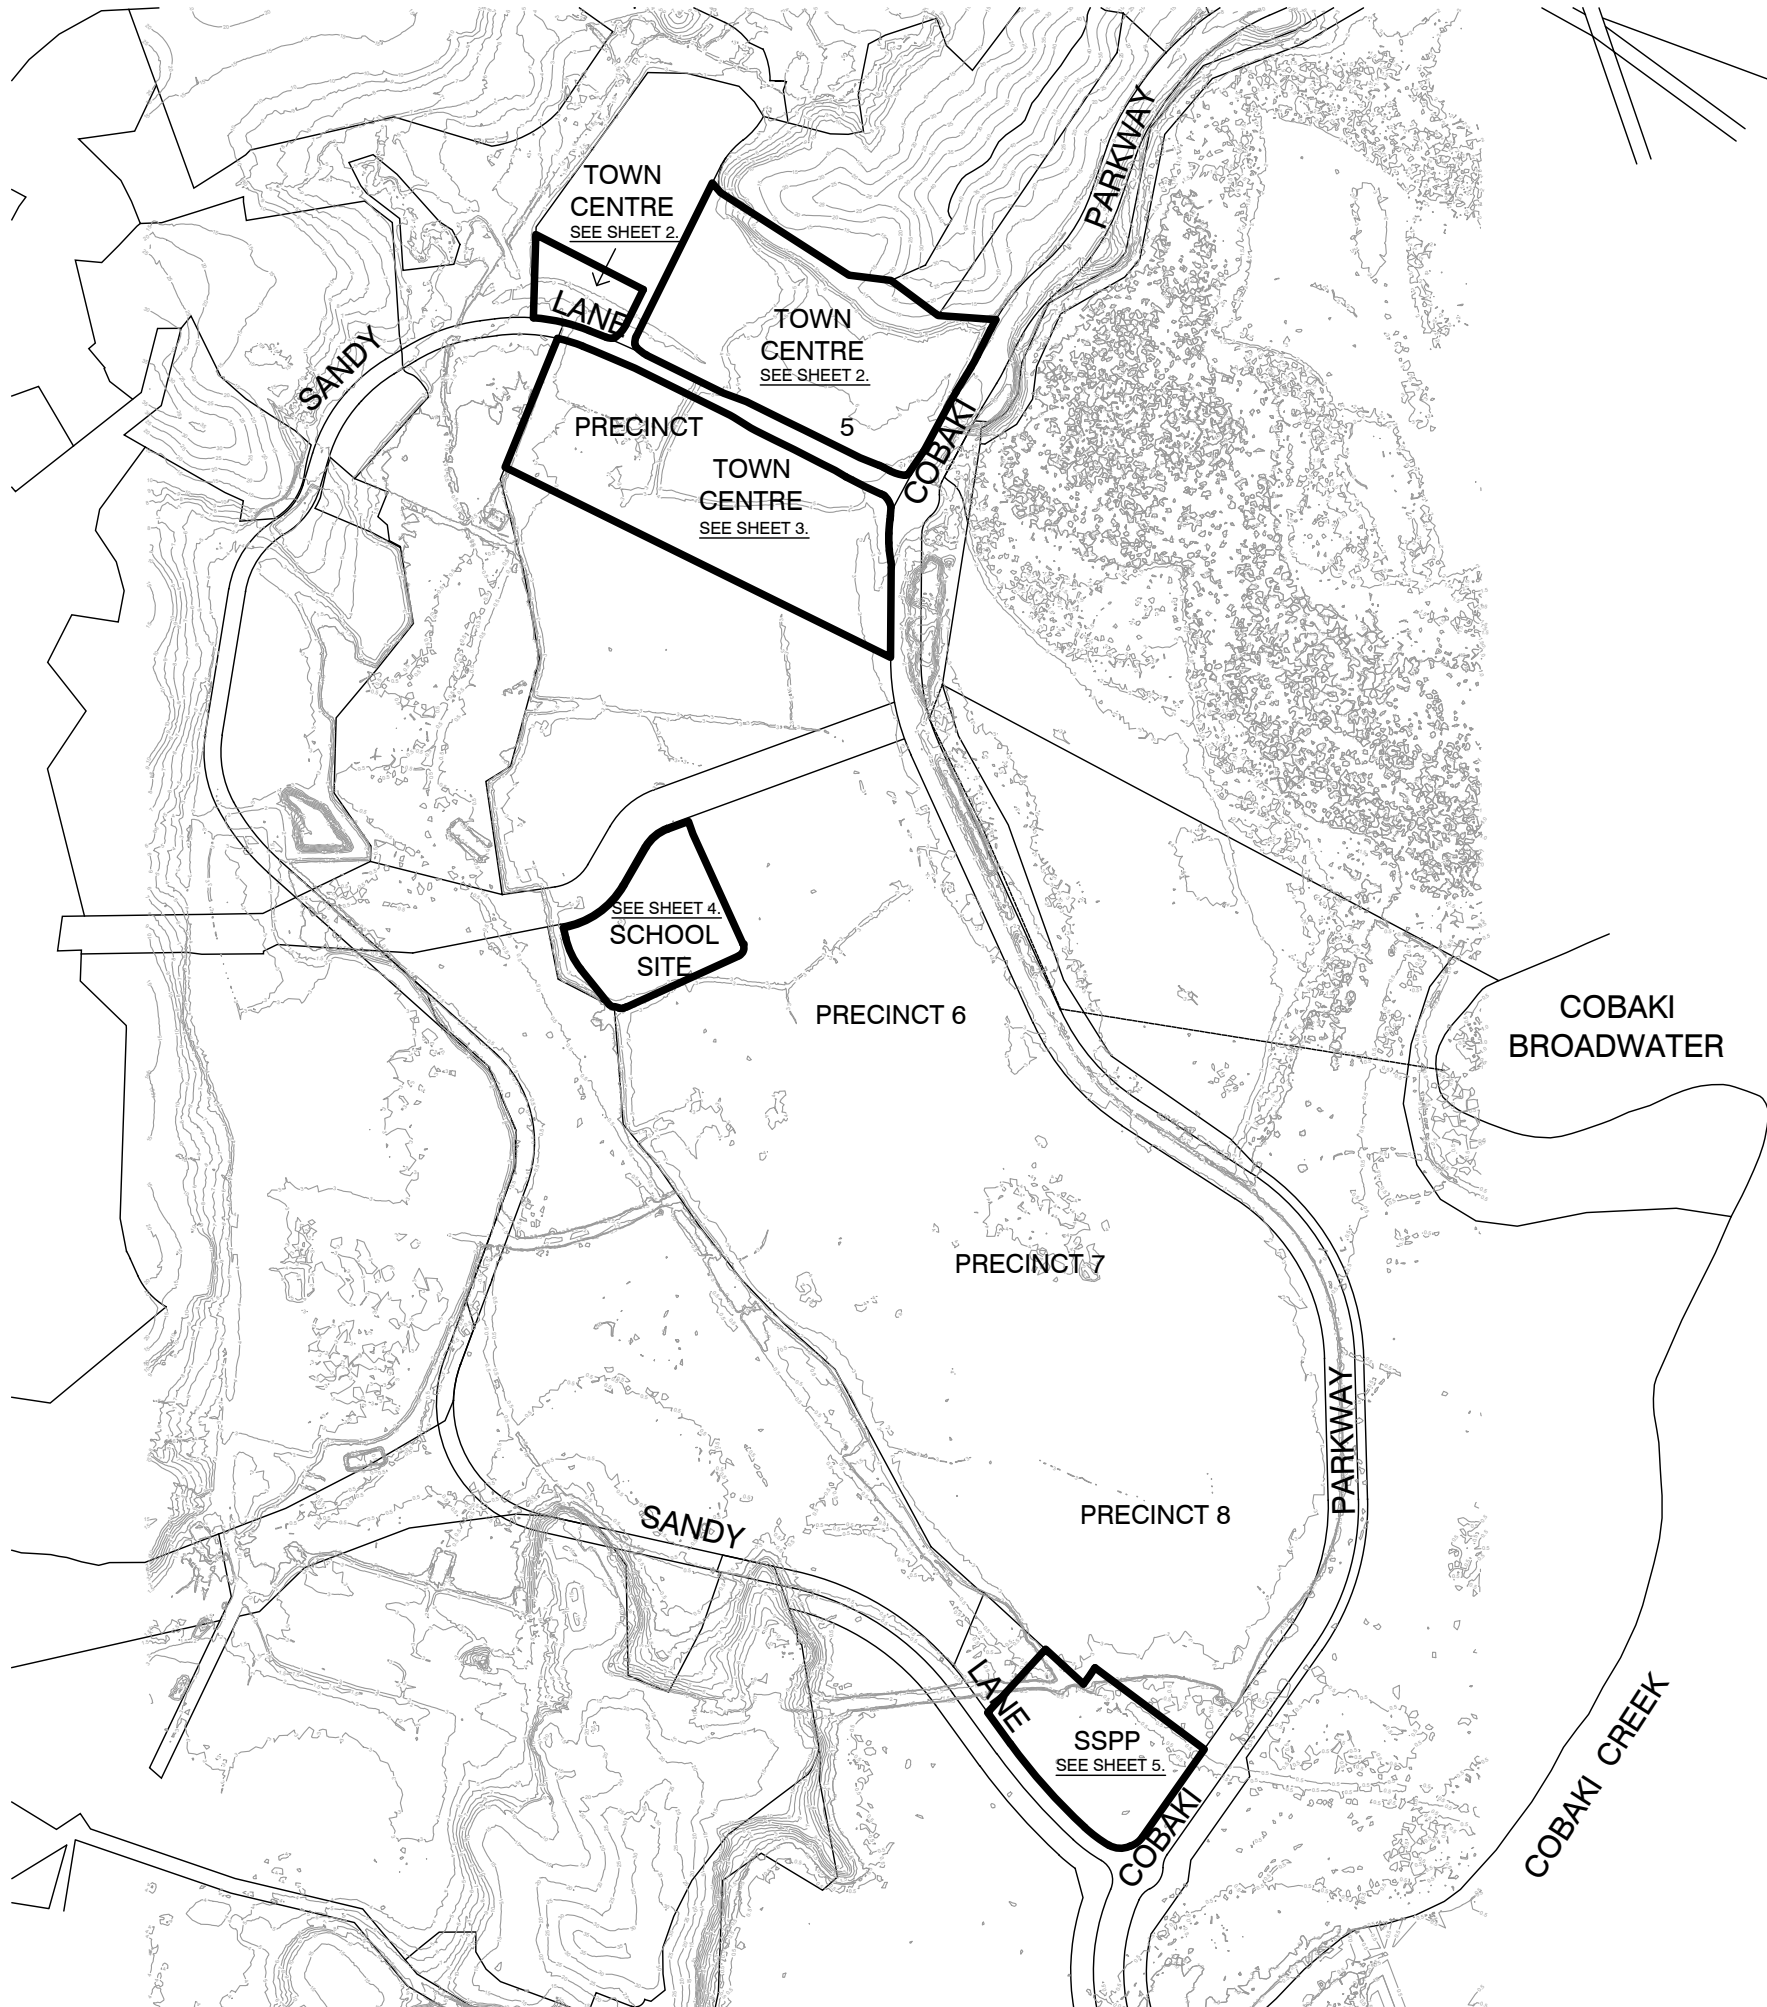 PARKWAY
TOWN
CENTRE
SEE SHEET 2.
LANE
SANDY
TOWN
CENTRE
SEE SHEET 2.
PRECINCT 5
COBAKI
TOWN
CENTRE
SEE SHEET 3.
SEE SHEET 4.
SCHOOL
SITE
PRECINCT 6
COBAKI
BROADWATER
PRECINCT 7
PARKWAY
PRECINCT 8
SANDY
LANE
SSPP
SEE SHEET 5.
COBAKI
COBAKI CREEK